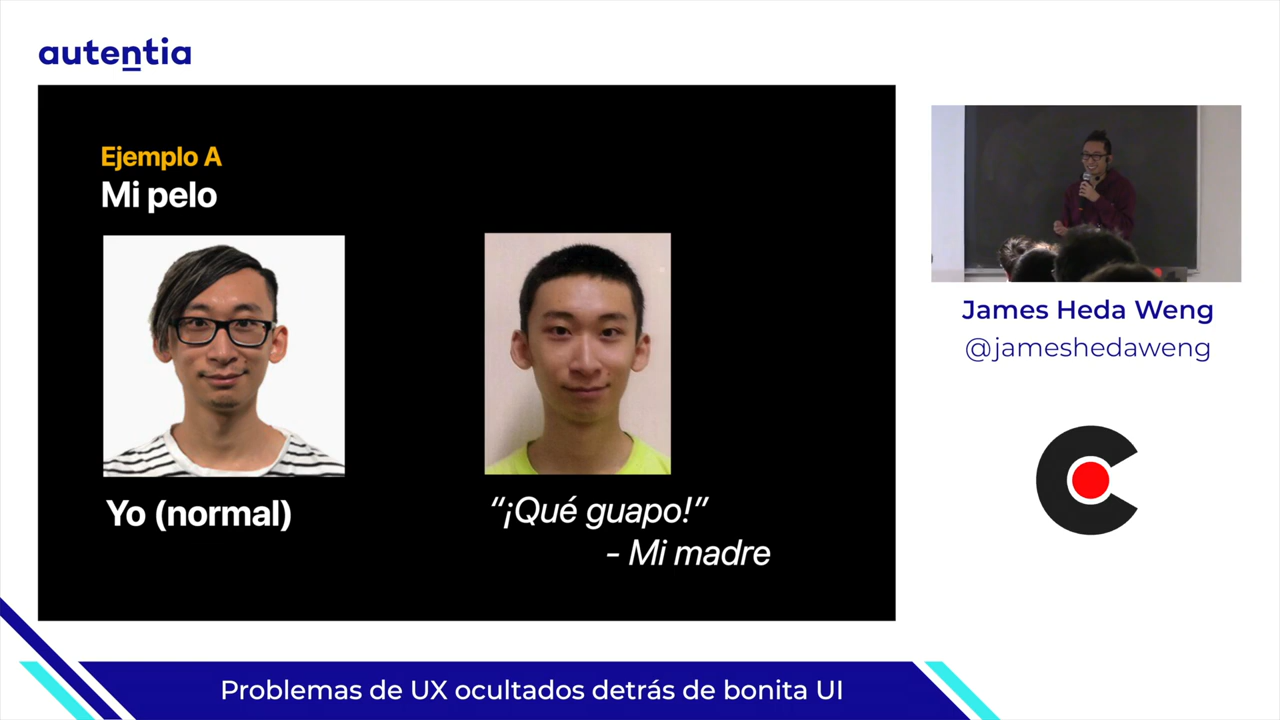 autentia
Ejemplo A
Mi pelo
Yo (normal)
“¡Qué guapo!”
- Mi madre
James Heda Weng
@jameshedaweng
Problemas de UX ocultados detrás de bonita UI